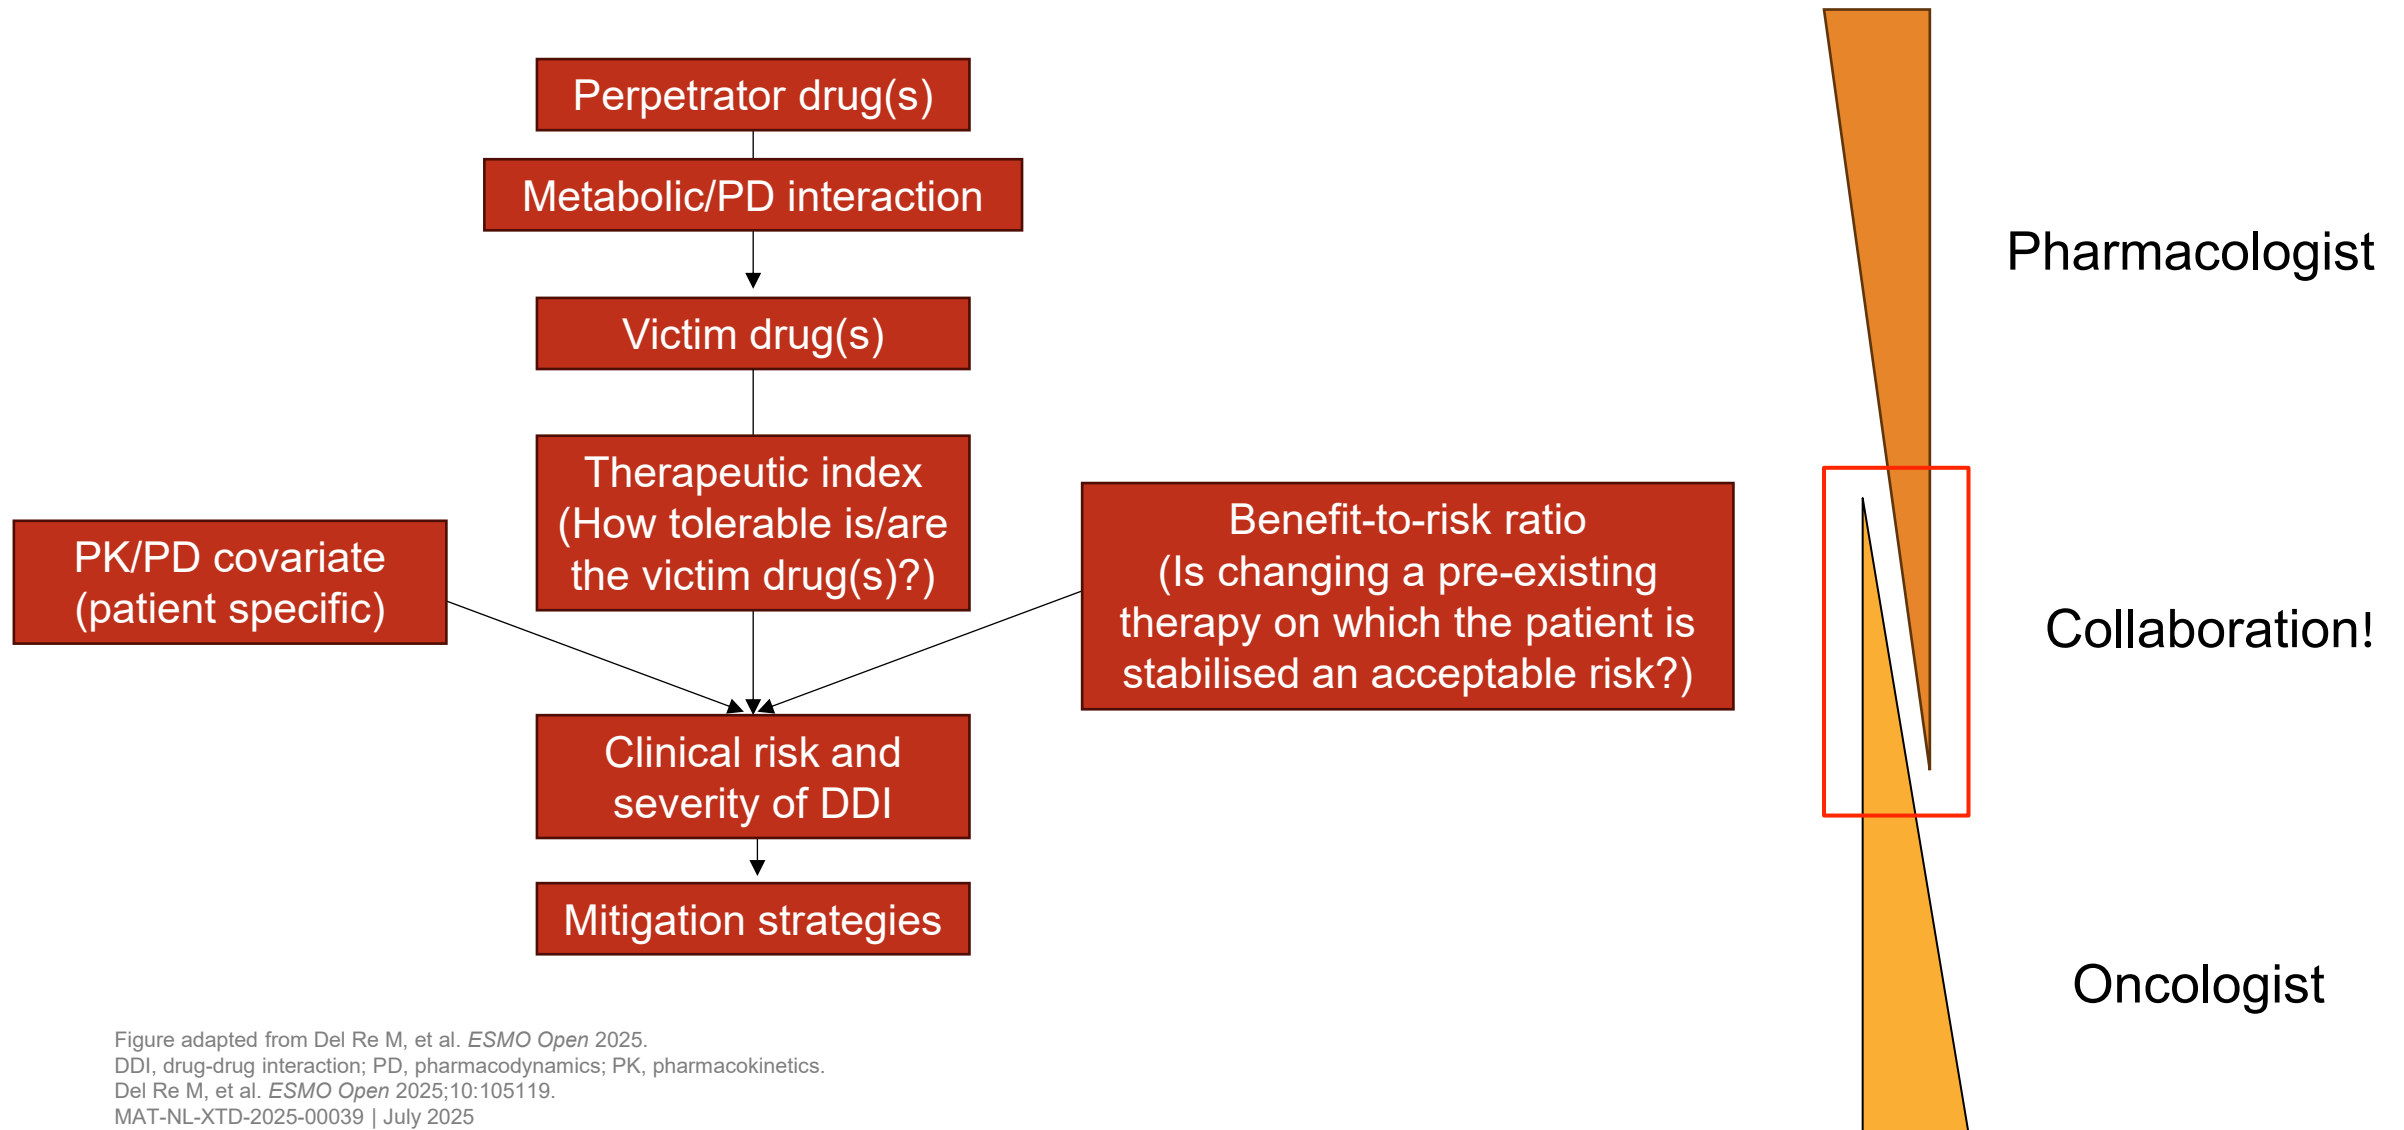 Perpetrator drug(s)
Metabolic/PD interaction
Victim drug(s)
Therapeutic index
(How tolerable is/are
the victim drug(s)?)
PK/PD covariate
(patient specific)
Benefit-to-risk ratio
(Is changing a pre-existing
therapy on which the patient is
stabilised an acceptable risk?)
Clinical risk and
severity of DDI
Mitigation strategies
Pharmacologist
Collaboration!
Oncologist
Figure adapted from Del Re M, et al. ESMO Open 2025.
DDI, drug-drug interaction; PD, pharmacodynamics; PK, pharmacokinetics.
Del Re M, et al. ESMO Open 2025;10:105119.
MAT-NL-XTD-2025-00039 | July 2025